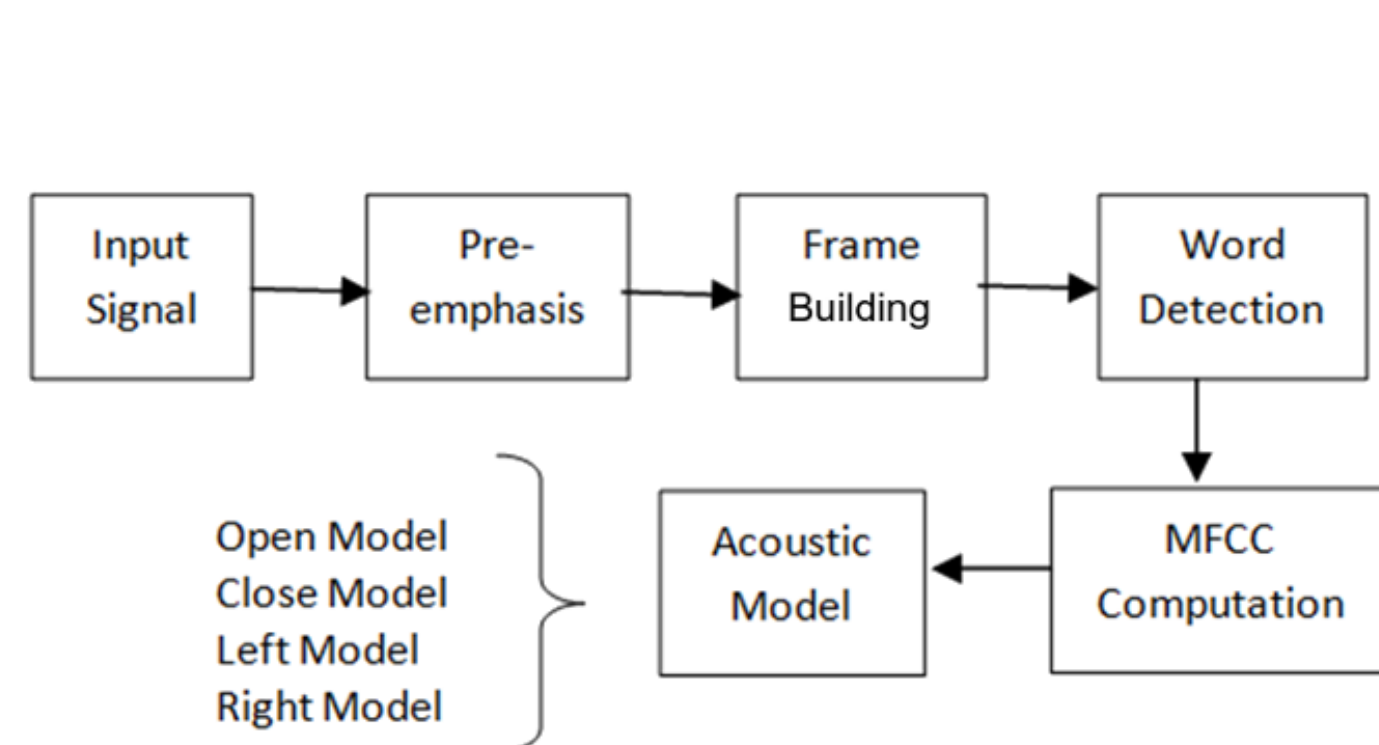 Input
Signal
Pre-
emphasis
Frame
Building
Word
Detection
Open Model
Close Model
Left Model
Right Model
Acoustic
Model
MFCC
Computation